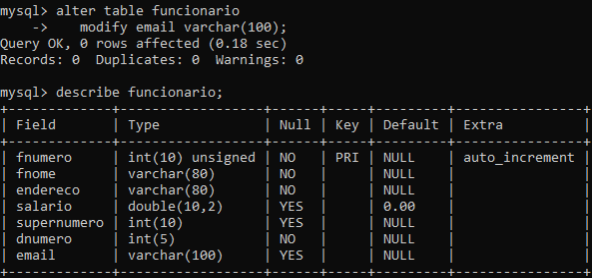 mysql> alter table funcionario
    ->     modify email varchar(100);
Query OK, 0 rows affected (0.18 sec)
Records: 0  Duplicates: 0  Warnings: 0

mysql> describe funcionario;
+-------------+------------------+------+-----+---------+----------------+
| Field       | Type             | Null | Key | Default | Extra          |
+-------------+------------------+------+-----+---------+----------------+
| fnumero     | int(10) unsigned | NO   | PRI | NULL    | auto_increment |
| fnome       | varchar(80)      | NO   |     | NULL    |                |
| endereco    | varchar(80)      | NO   |     | NULL    |                |
| salario     | double(10,2)     | YES  |     | 0.00    |                |
| supernumero | int(10)          | YES  |     | NULL    |                |
| dnumero     | int(5)           | NO   |     | NULL    |                |
| email       | varchar(100)     | YES  |     | NULL    |                |
+-------------+------------------+------+-----+---------+----------------+